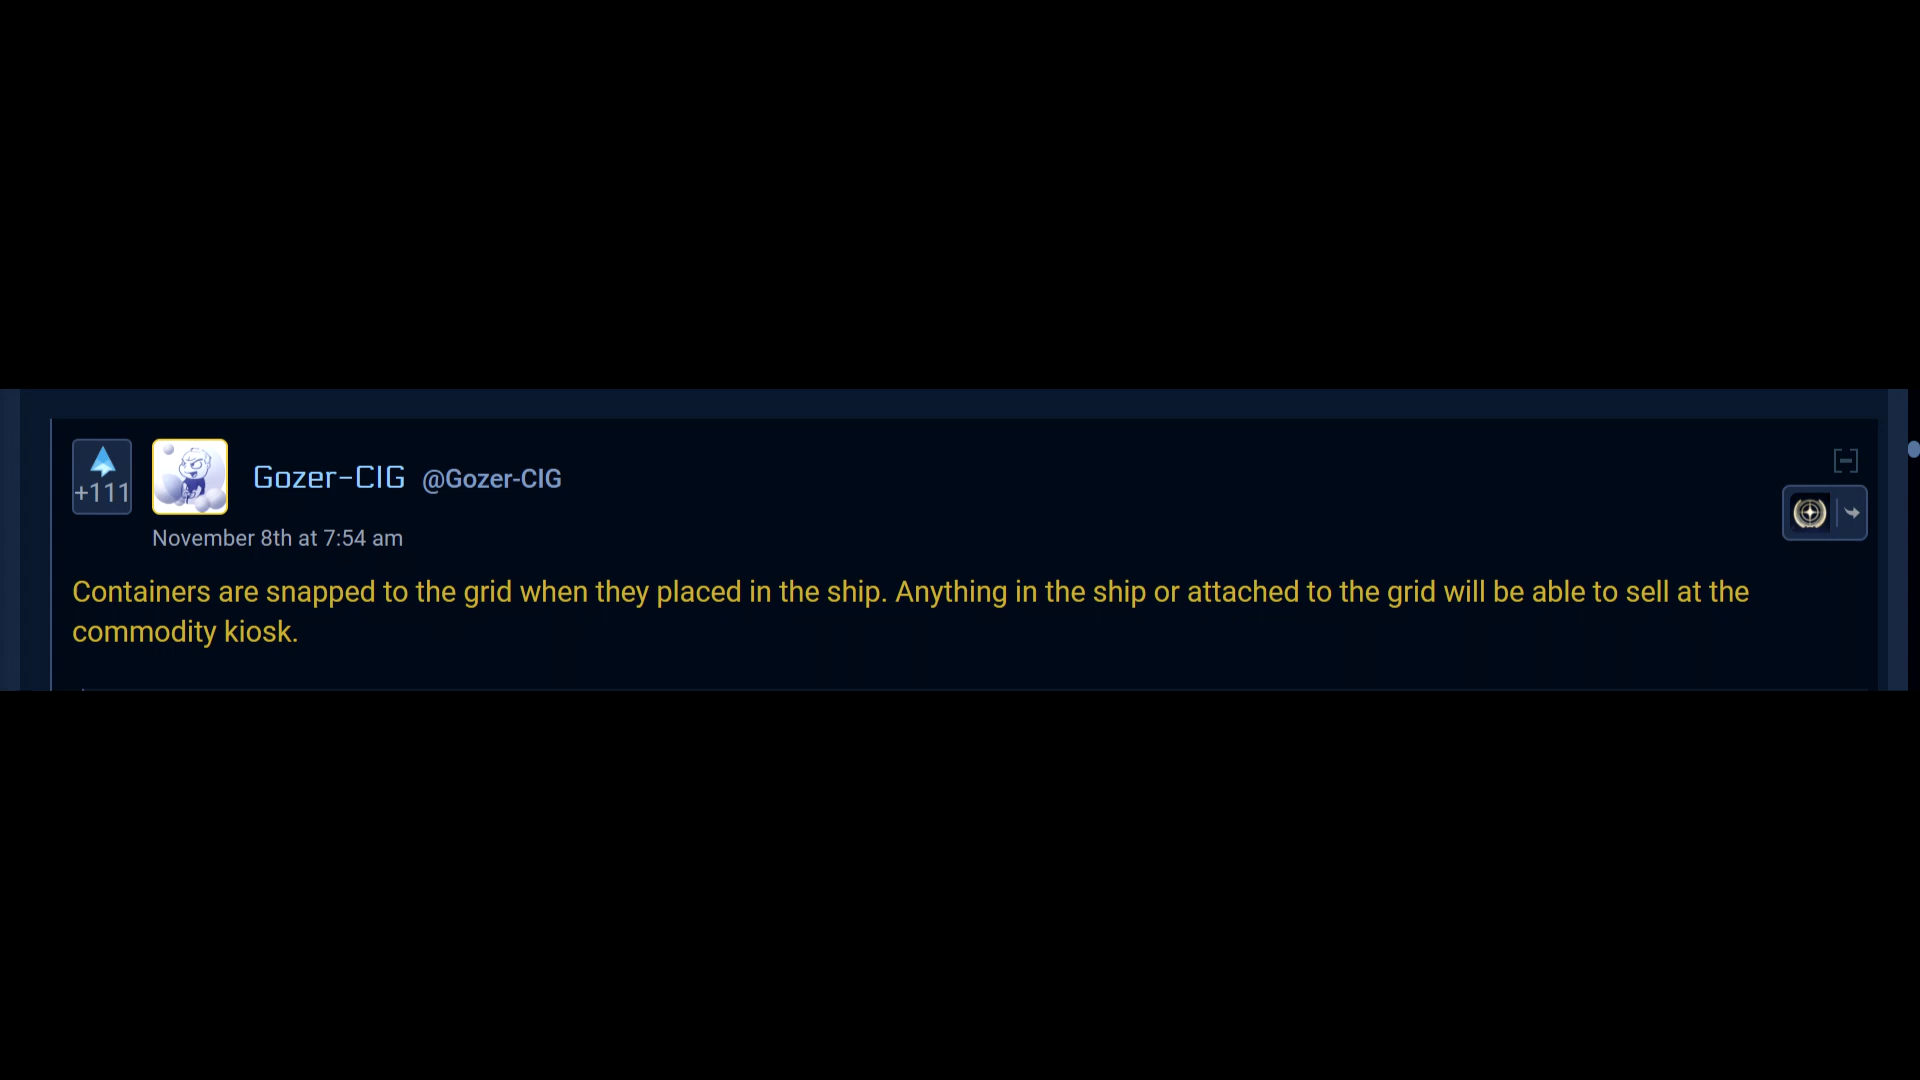 +111
Gozer-CIG @Gozer-CIG
November 8th at 7:54 am
Containers are snapped to the grid when they placed in the ship. Anything in the ship or attached to the grid will be able to sell at the
commodity kiosk.